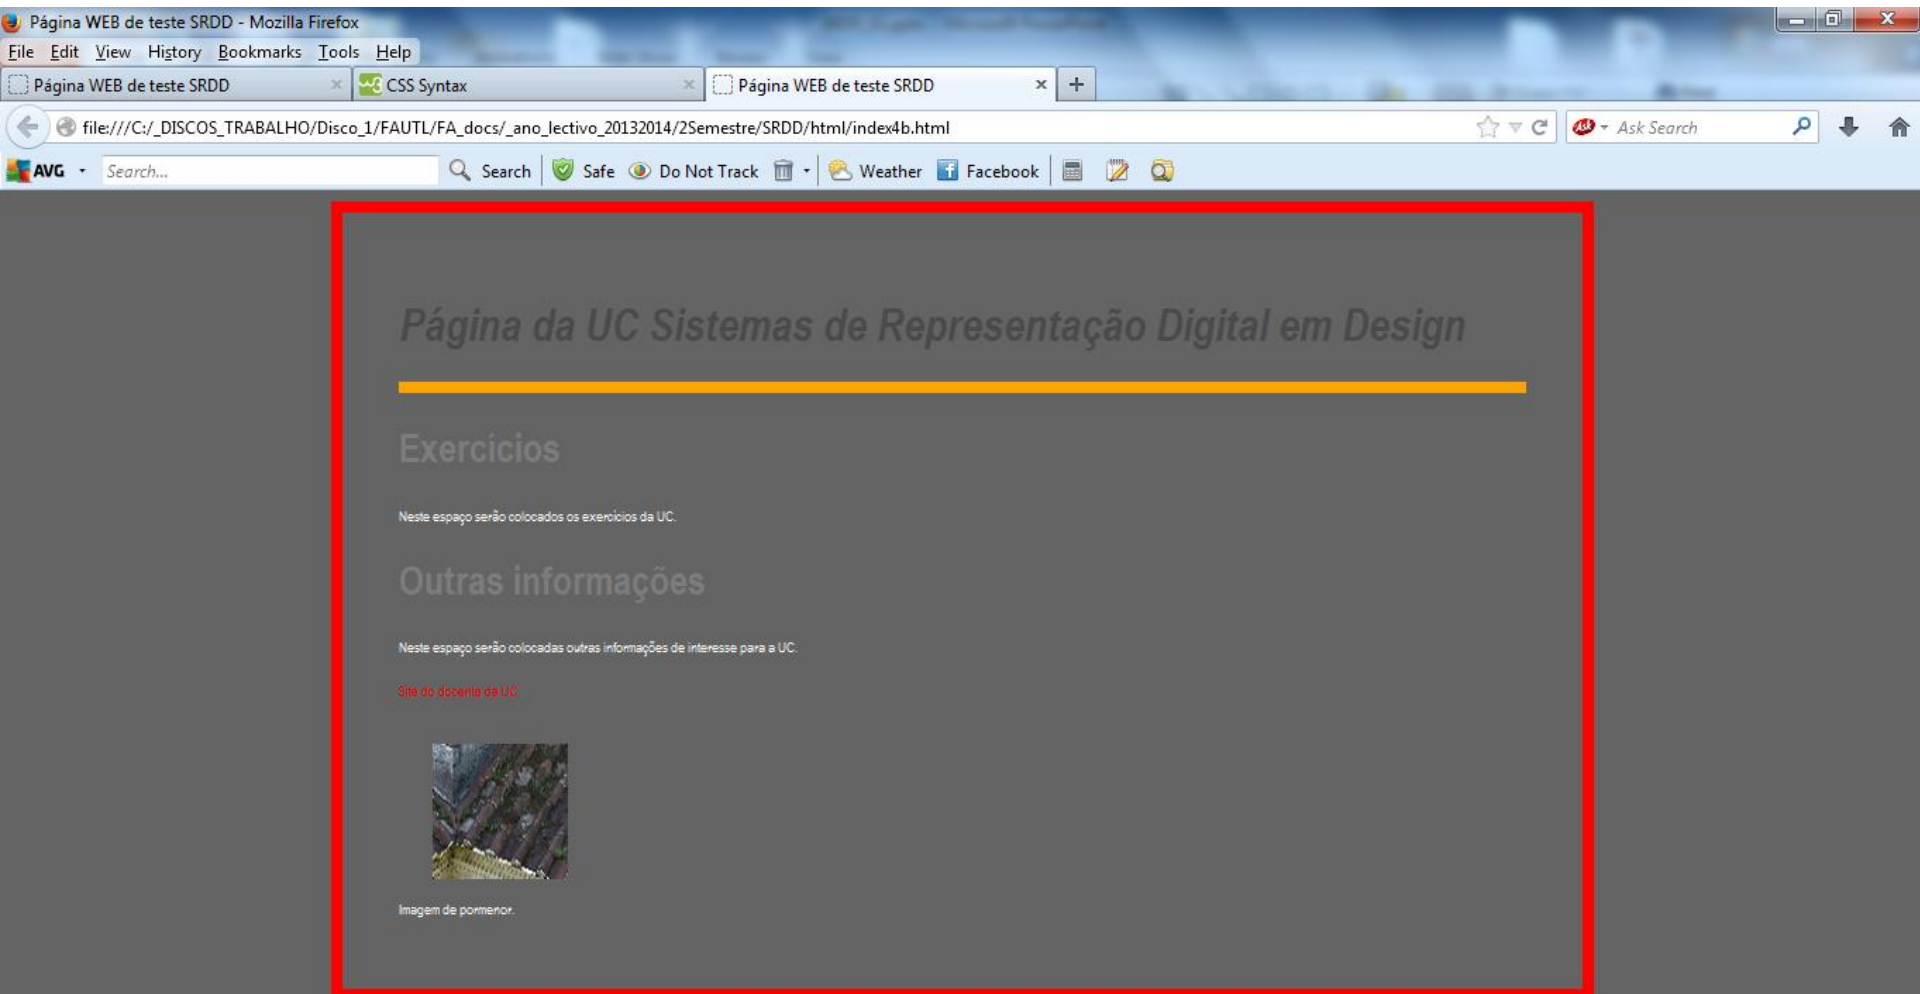 Página WEB de teste SRDD - Mozilla Firefox
File Edit View History Bookmarks Tools Help
Página WEB de teste SRDD CSS Syntax Página WEB de teste SRDD
file:///C:/_DISCOS_TRABALHO/Disco_1/FAUTL/FA_docs/_ano_lectivo_20132014/2Semestre/SRDD/html/index4b.html Ask Ask Search
AVG Search... Search Safe Do Not Track Weather Facebook
Página da UC Sistemas de Representação Digital em Design
Exercícios
Neste espaço serão colocados os exercícios da UC.
Outras informações
Neste espaço serão colocadas outras informações de interesse para a UC.
Site do docente da UC
Imagem de pormenor.